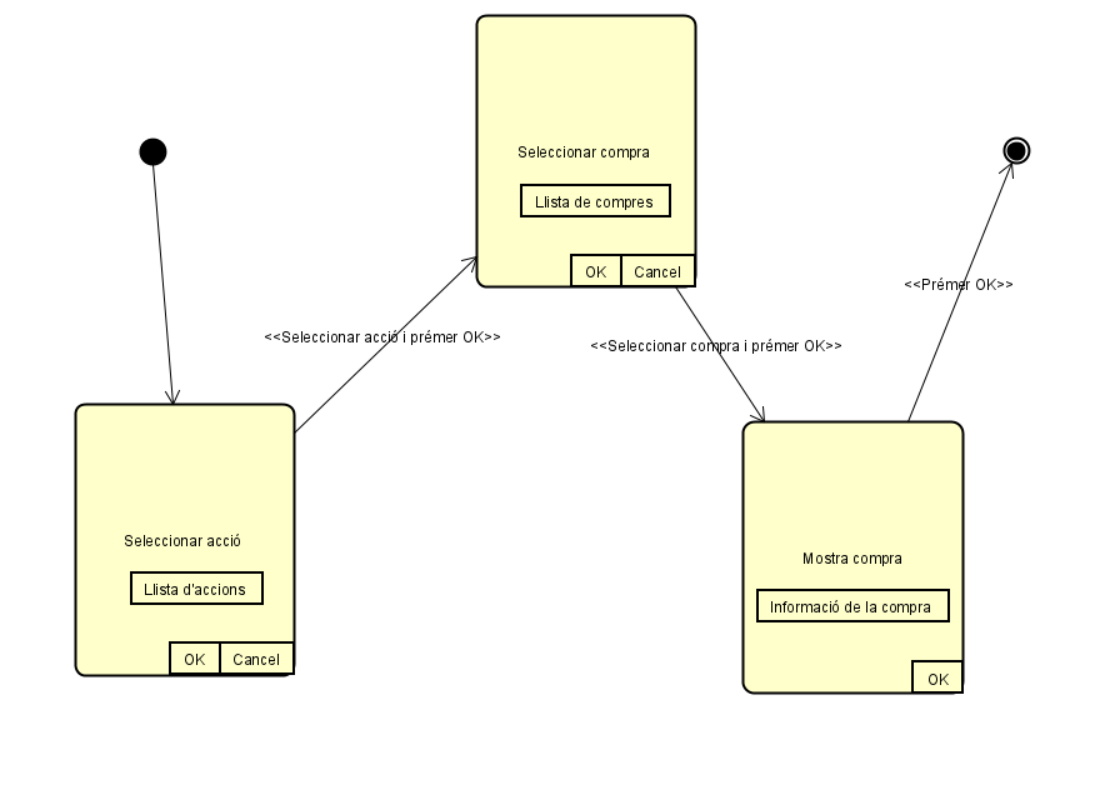 Seleccionar compra
Llista de compres
OK
Cancel
<<Prémer OK>>
<<Seleccionar acció i prémer OK>>
<<Seleccionar compra i prémer OK>>
Seleccionar acció
Llista d'accions
OK
Cancel
Mostra compra
Informació de la compra
OK